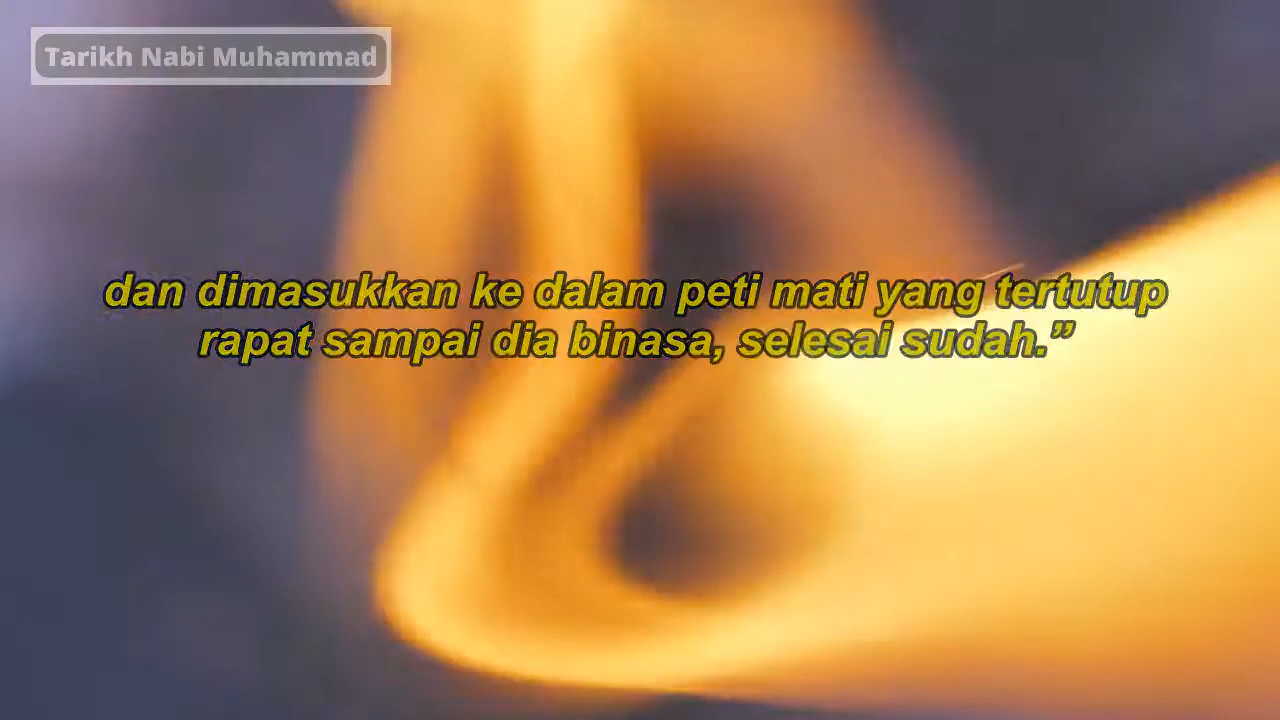 Tarikh Nabi Muhammad
dan dimasukkan ke dalam peti mati yang tertutup
rapat sampai dia binasa, selesai sudah.”